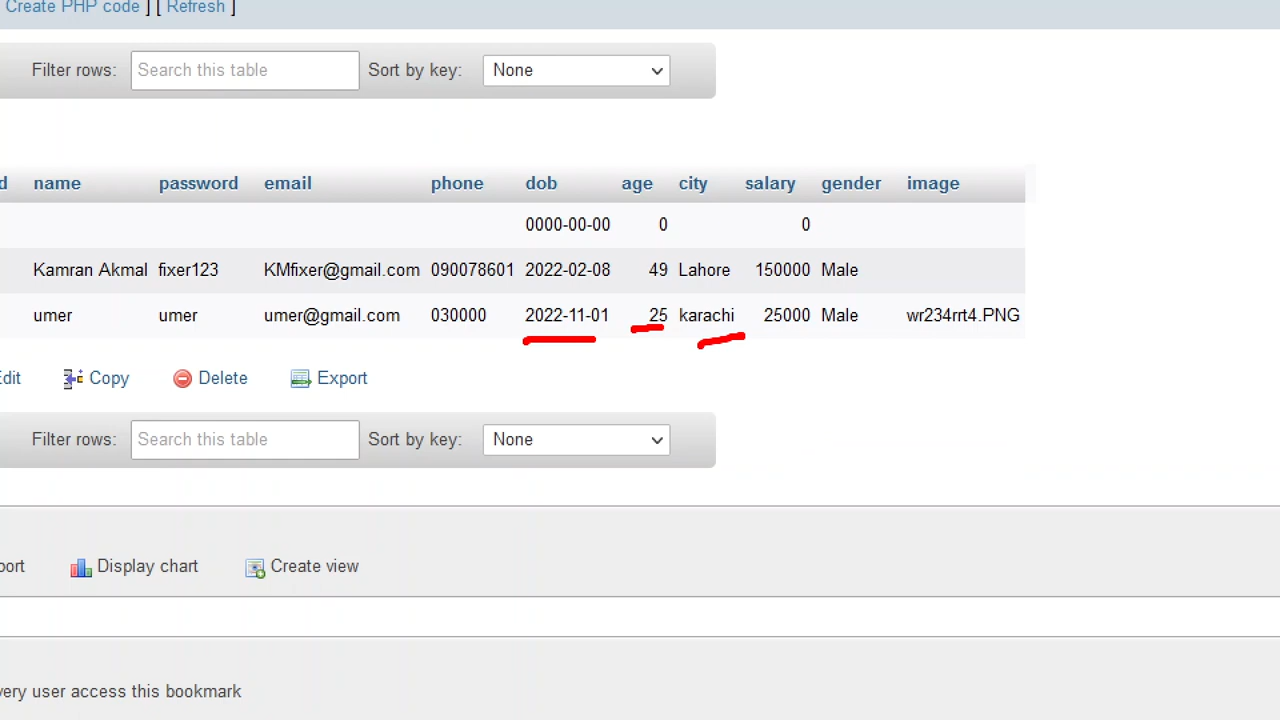 Create PHP code ] [ Refresh ]
Filter rows: Search this table Sort by key: None
d name password email phone dob age city salary gender image
0000-00-00 0 0
Kamran Akmal fixer123 KMfixer@gmail.com 090078601 2022-02-08 49 Lahore 150000 Male
umer umer umer@gmail.com 030000 2022-11-01 25 karachi 25000 Male wr234rrt4.PNG
Edit Copy Delete Export
Filter rows: Search this table Sort by key: None
port Display chart Create view
very user access this bookmark